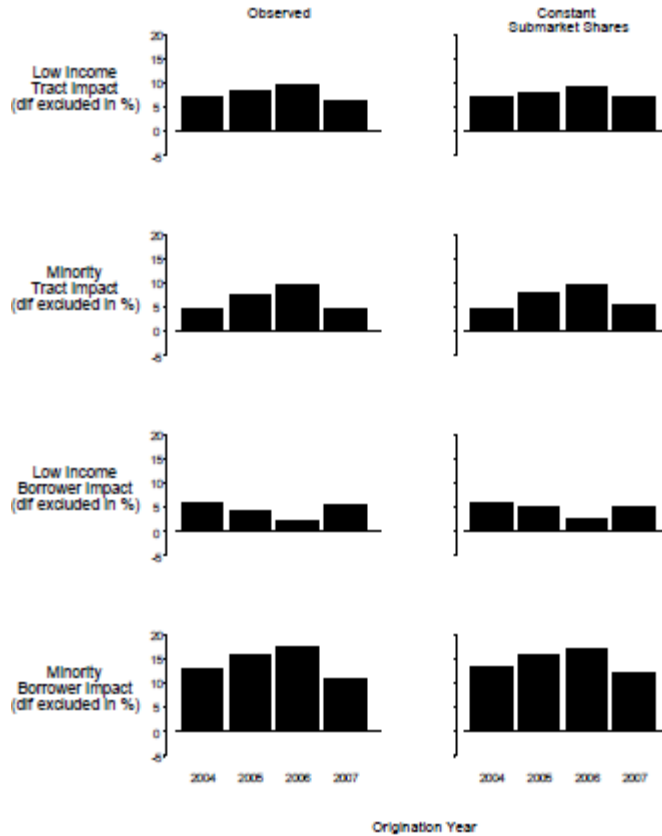 Observed
Constant
Submarket Shares
Low Income
Tract Impact
(dif excluded in %)
20
15
10
5
0
-5
Minority
Tract Impact
(dif excluded in %)
20
15
10
5
0
-5
Low Income
Borrower Impact
(dif excluded in %)
20
15
10
5
0
-5
Minority
Borrower Impact
(dif excluded in %)
20
15
10
5
0
-5
2004 2005 2006 2007
2004 2005 2006 2007
Origination Year